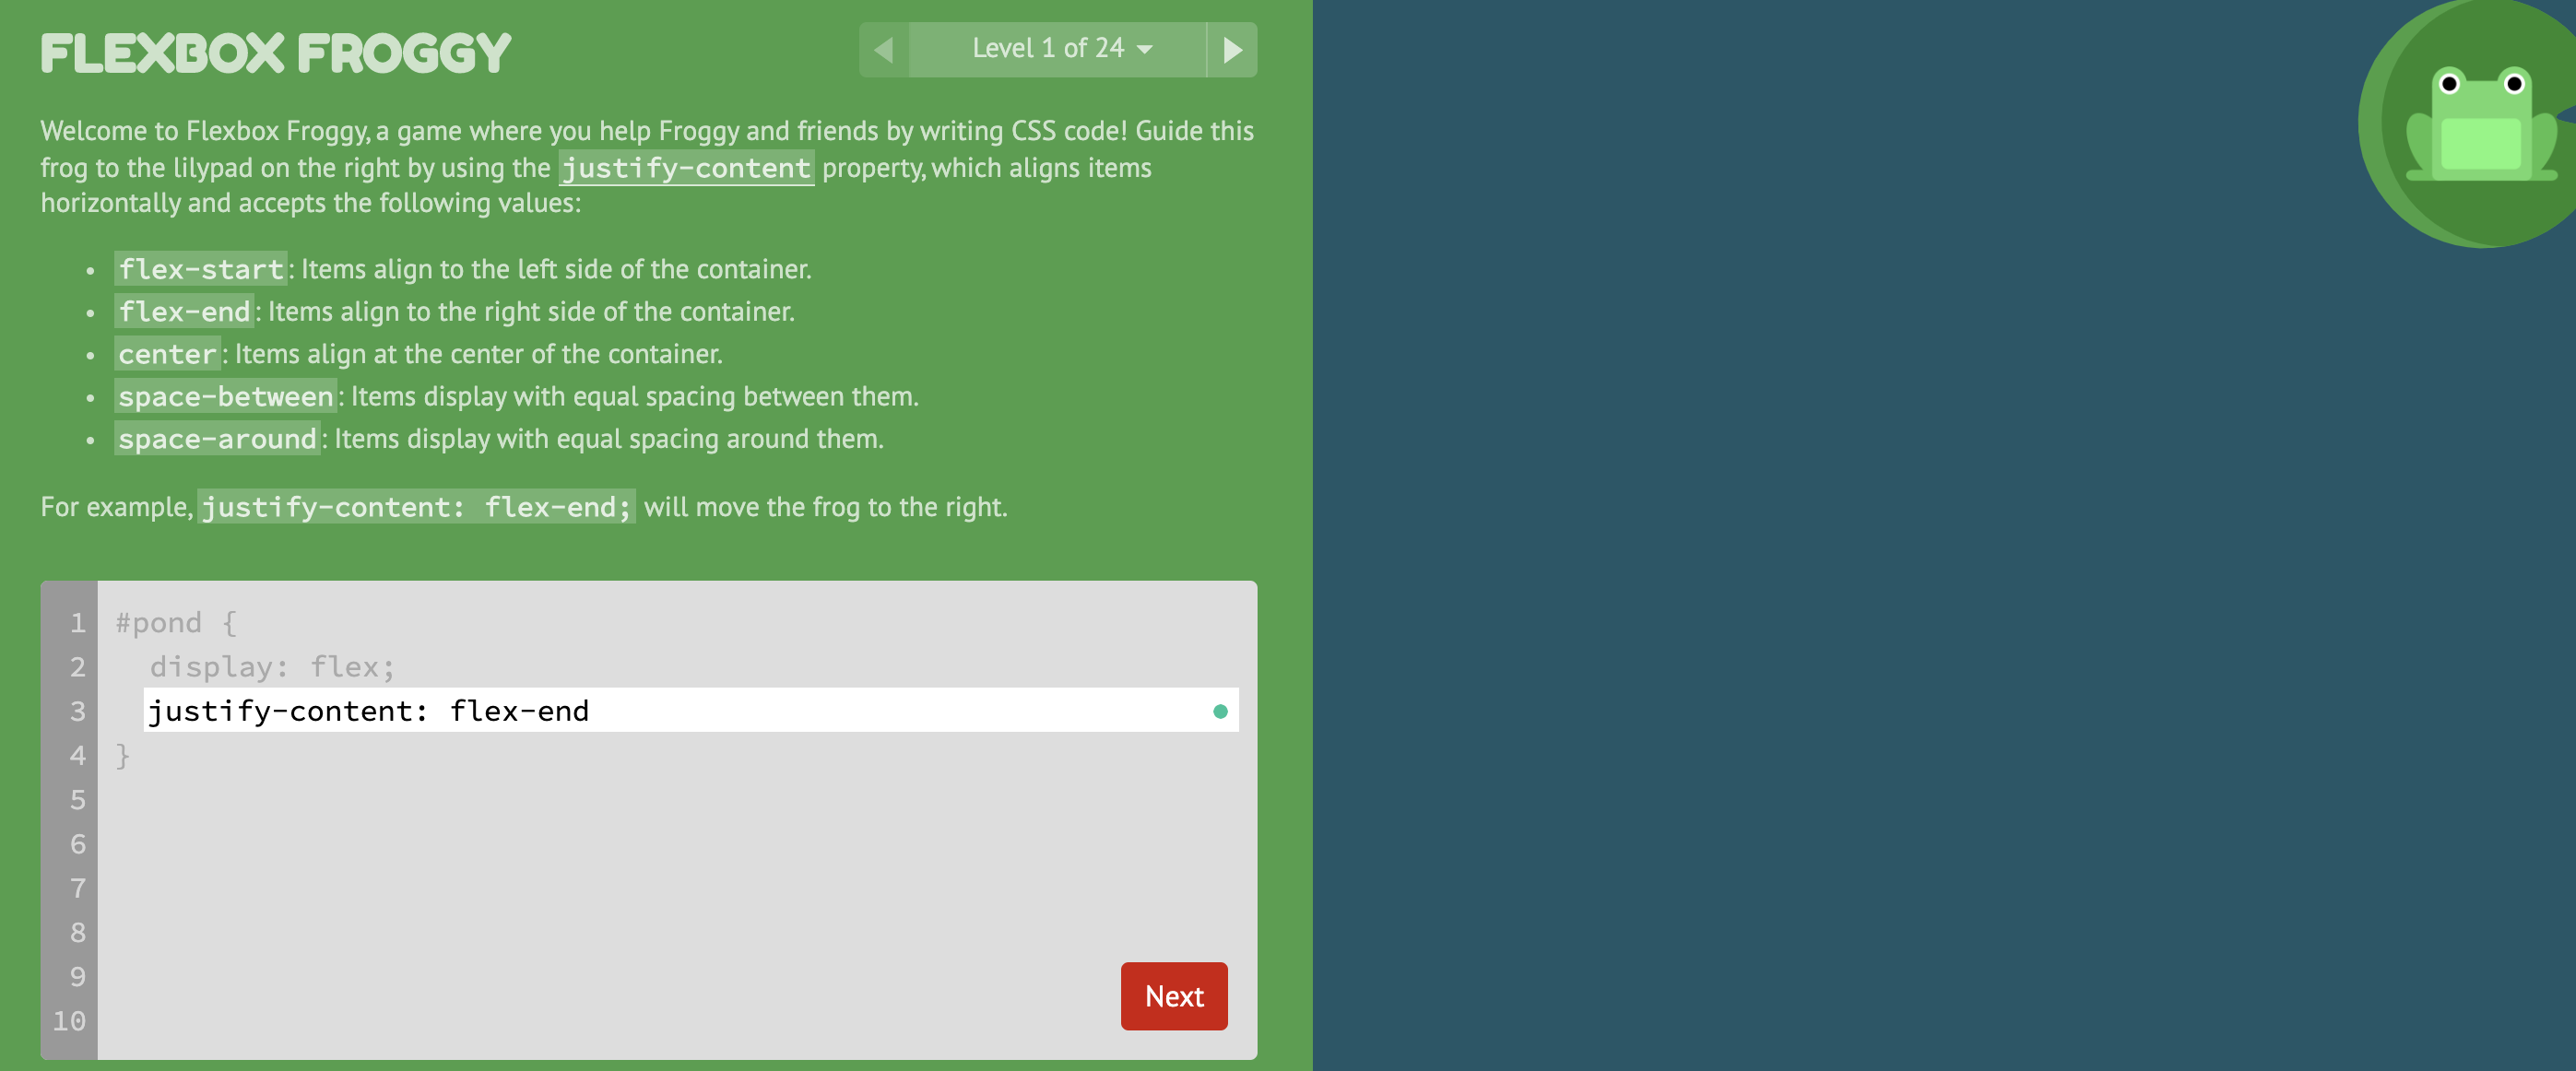 FLEXBOX FROGGY
Level 1 of 24
Welcome to Flexbox Froggy, a game where you help Froggy and friends by writing CSS code! Guide this
frog to the lilypad on the right by using the justify-content property, which aligns items
horizontally and accepts the following values:
• flex-start: Items align to the left side of the container.
• flex-end: Items align to the right side of the container.
• center: Items align at the center of the container.
• space-between: Items display with equal spacing between them.
• space-around: Items display with equal spacing around them.
For example, justify-content: flex-end; will move the frog to the right.
1 #pond {
2 display: flex;
3 justify-content: flex-end
4 }
5
6
7
8
9
10
Next